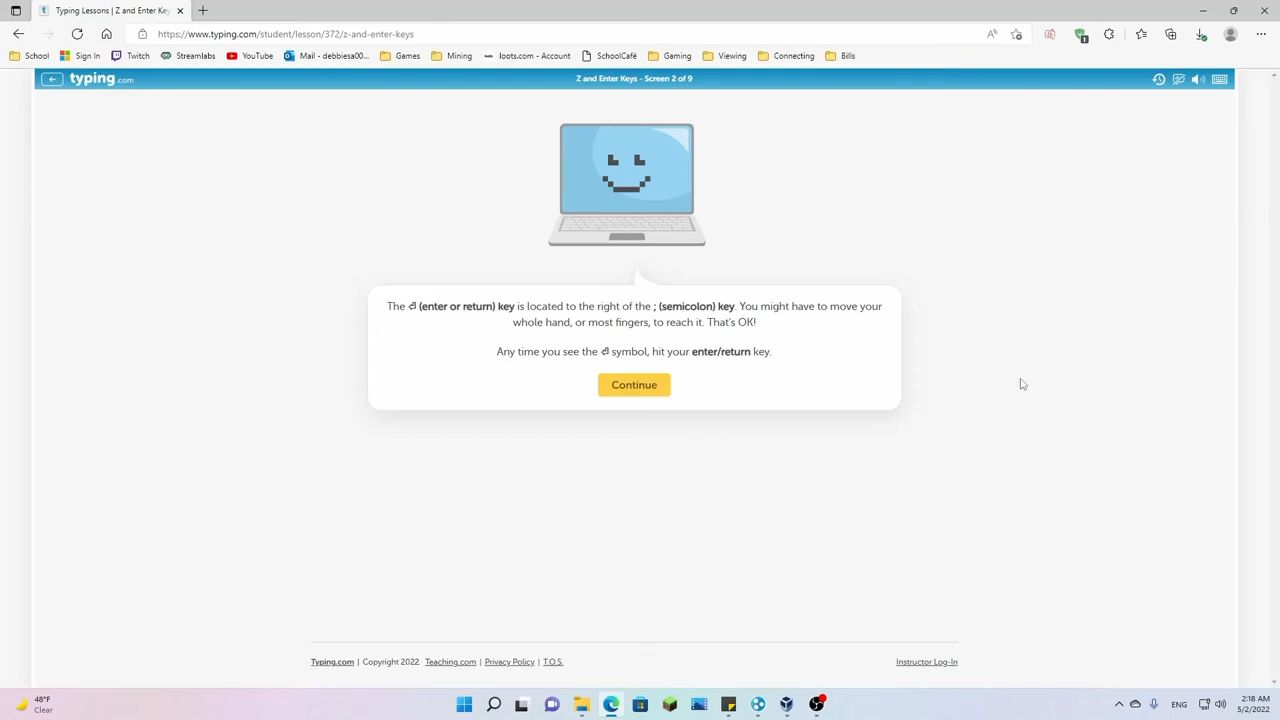 Typing Lessons | Z and Enter Key
https://www.typing.com/student/lesson/372/z-and-enter-keys
School Sign In Twitch Streamlabs YouTube Mail - debbiesa00... Games Mining loots.com - Account SchoolCafé Gaming Viewing Connecting Bills
typing.com
Z and Enter Keys - Screen 2 of 9
The ⏎ (enter or return) key is located to the right of the ; (semicolon) key. You might have to move your
whole hand, or most fingers, to reach it. That's OK!
Any time you see the ⏎ symbol, hit your enter/return key.
Continue
Typing.com | Copyright 2022 Teaching.com | Privacy Policy | T.O.S. Instructor Log-In
48°F
Clear
ENG
2:18 AM
5/2/2022